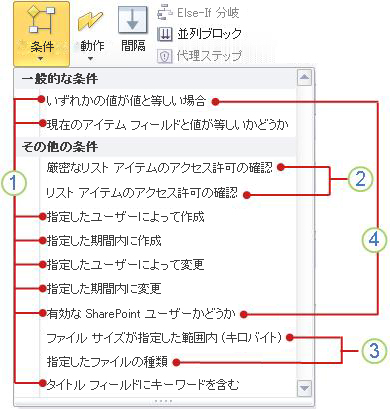 条件
動作
間隔
Else-If 分岐
並列ブロック
代理ステップ
一般的な条件
いずれかの値が値と等しい場合
現在のアイテム フィールドと値が等しいかどうか
その他の条件
厳密なリスト アイテムのアクセス許可の確認
リスト アイテムのアクセス許可の確認
指定したユーザーによって作成
指定した期間内に作成
指定したユーザーによって変更
指定した期間内に変更
有効な SharePoint ユーザーかどうか
ファイル サイズが指定した範囲内 (キロバイト)
指定したファイルの種類
タイトル フィールドにキーワードを含む
1
2
4
3